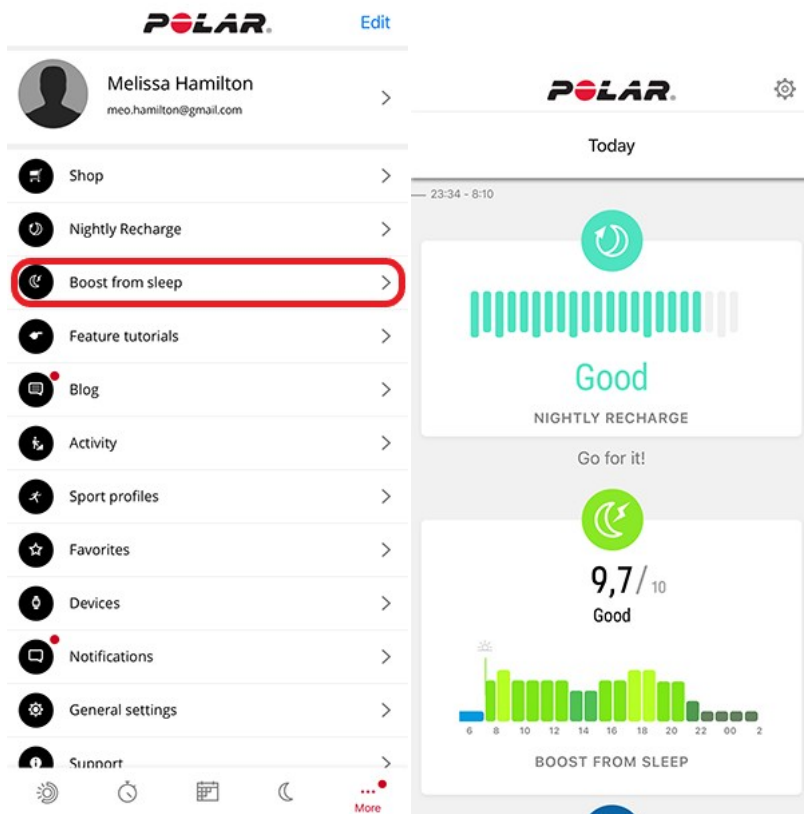 POLAR.
Edit
Melissa Hamilton
meo.hamilton@gmail.com
Shop
Nightly Recharge
Boost from sleep
Feature tutorials
Blog
Activity
Sport profiles
Favorites
Devices
Notifications
General settings
Support
More
POLAR.
Today
23:34 - 8:10
Good
NIGHTLY RECHARGE
Go for it!
9,7/ 10
Good
6 8 10 12 14 16 18 20 22 00 2
BOOST FROM SLEEP